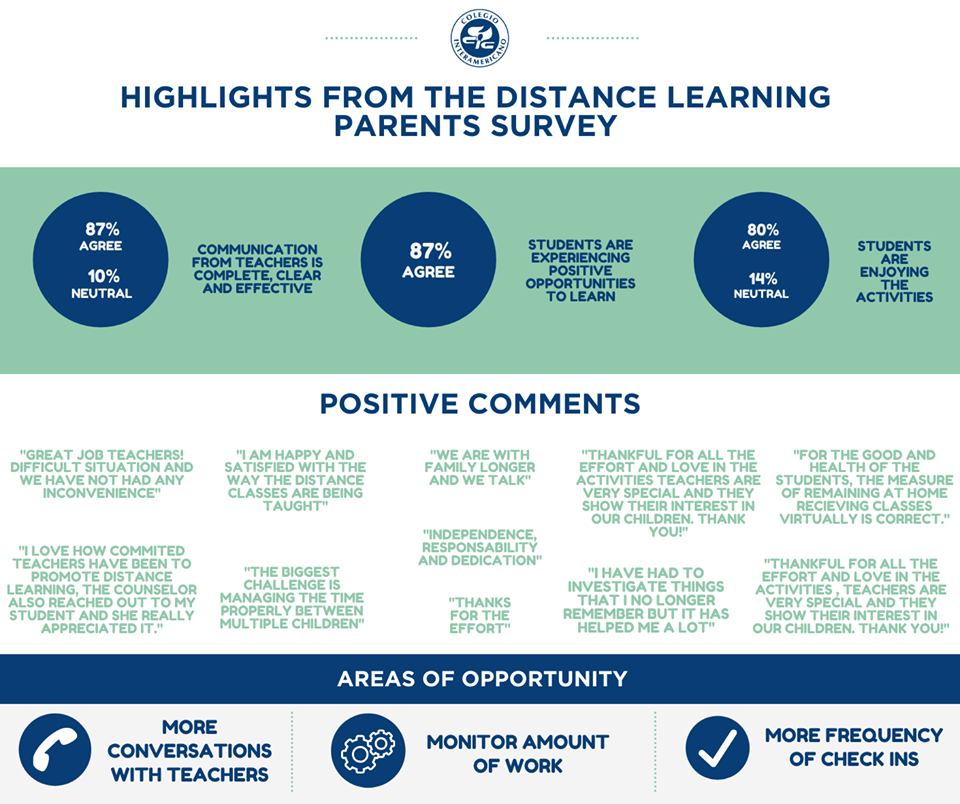 COLEGIO
CIC
INTERAMERICANO
HIGHLIGHTS FROM THE DISTANCE LEARNING
PARENTS SURVEY
87%
AGREE
10%
NEUTRAL
COMMUNICATION
FROM TEACHERS IS
COMPLETE, CLEAR
AND EFFECTIVE
87%
AGREE
STUDENTS ARE
EXPERIENCING
POSITIVE
OPPORTUNITIES
TO LEARN
80%
AGREE
14%
NEUTRAL
STUDENTS
ARE
ENJOYING
THE
ACTIVITIES
POSITIVE COMMENTS
"GREAT JOB TEACHERS!
DIFFICULT SITUATION AND
WE HAVE NOT HAD ANY
INCONVENIENCE"
"I AM HAPPY AND
SATISFIED WITH THE
WAY THE DISTANCE
CLASSES ARE BEING
TAUGHT"
"WE ARE WITH
FAMILY LONGER
AND WE TALK"
"THANKFUL FOR ALL THE
EFFORT AND LOVE IN THE
ACTIVITIES TEACHERS ARE
VERY SPECIAL AND THEY
SHOW THEIR INTEREST IN
OUR CHILDREN. THANK
YOU!"
"FOR THE GOOD AND
HEALTH OF THE
STUDENTS, THE MEASURE
OF REMAINING AT HOME
RECIEVING CLASSES
VIRTUALLY IS CORRECT."
"I LOVE HOW COMMITED
TEACHERS HAVE BEEN TO
PROMOTE DISTANCE
LEARNING, THE COUNSELOR
ALSO REACHED OUT TO MY
STUDENT AND SHE REALLY
APPRECIATED IT."
"THE BIGGEST
CHALLENGE IS
MANAGING THE TIME
PROPERLY BETWEEN
MULTIPLE CHILDREN"
"INDEPENDENCE,
RESPONSABILITY
AND DEDICATION"
"THANKS
FOR THE
EFFORT"
"I HAVE HAD TO
INVESTIGATE THINGS
THAT I NO LONGER
REMEMBER BUT IT HAS
HELPED ME A LOT"
"THANKFUL FOR ALL THE
EFFORT AND LOVE IN THE
ACTIVITIES , TEACHERS ARE
VERY SPECIAL AND THEY
SHOW THEIR INTEREST IN
OUR CHILDREN. THANK YOU!"
AREAS OF OPPORTUNITY
MORE
CONVERSATIONS
WITH TEACHERS
MONITOR AMOUNT
OF WORK
MORE FREQUENCY
OF CHECK INS